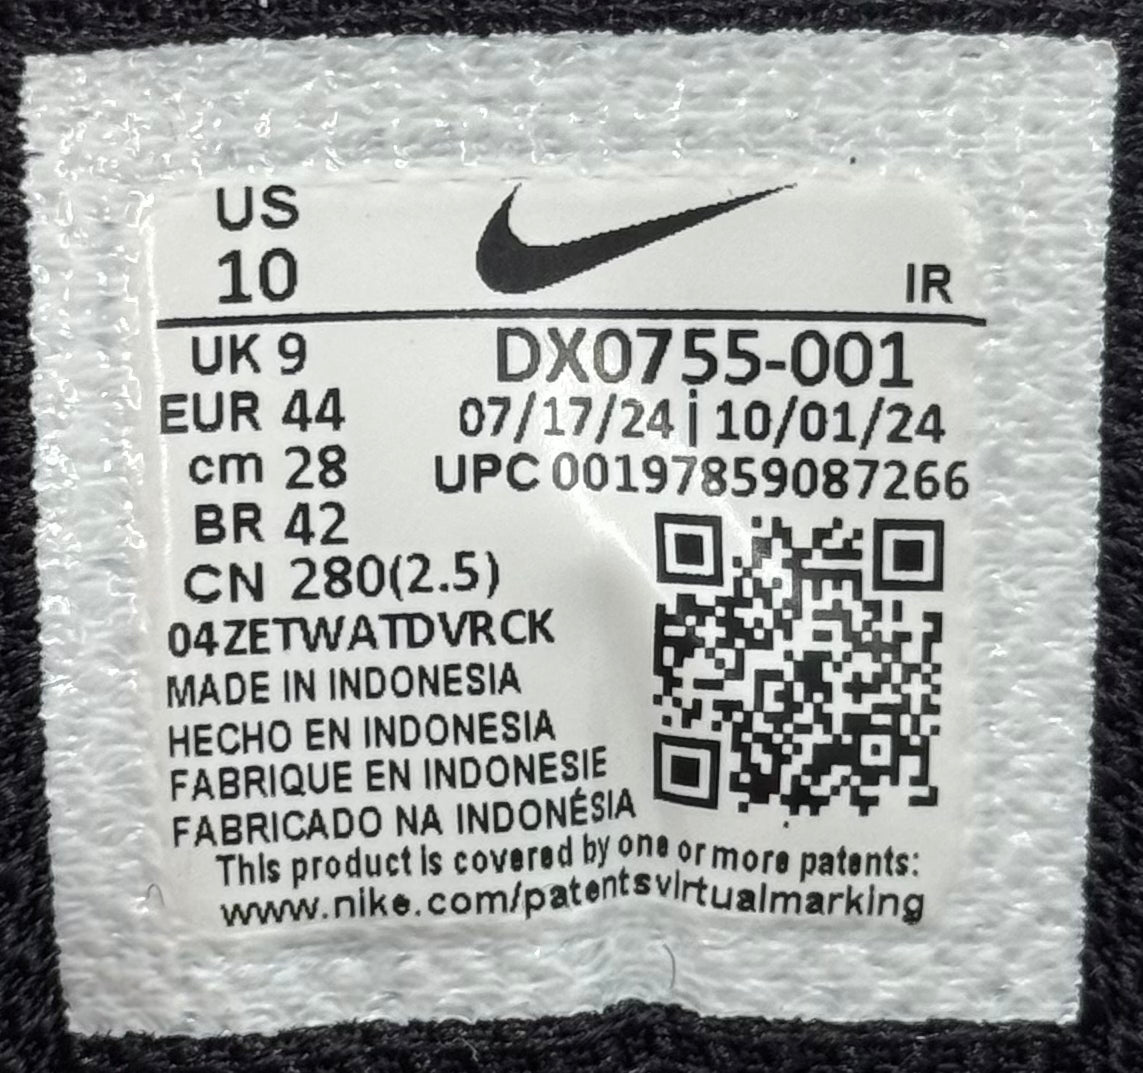 US
10
IR
UK 9
EUR 44
cm 28
BR 42
CN 280(2.5)
DX0755-001
07/17/24 | 10/01/24
UPC 00197859087266
04ZETWATDVRCK
MADE IN INDONESIA
HECHO EN INDONESIA
FABRIQUE EN INDONESIE
FABRICADO NA INDONÉSIA
This product is covered by one or more patents:
www.nike.com/patentsvirtualmarking